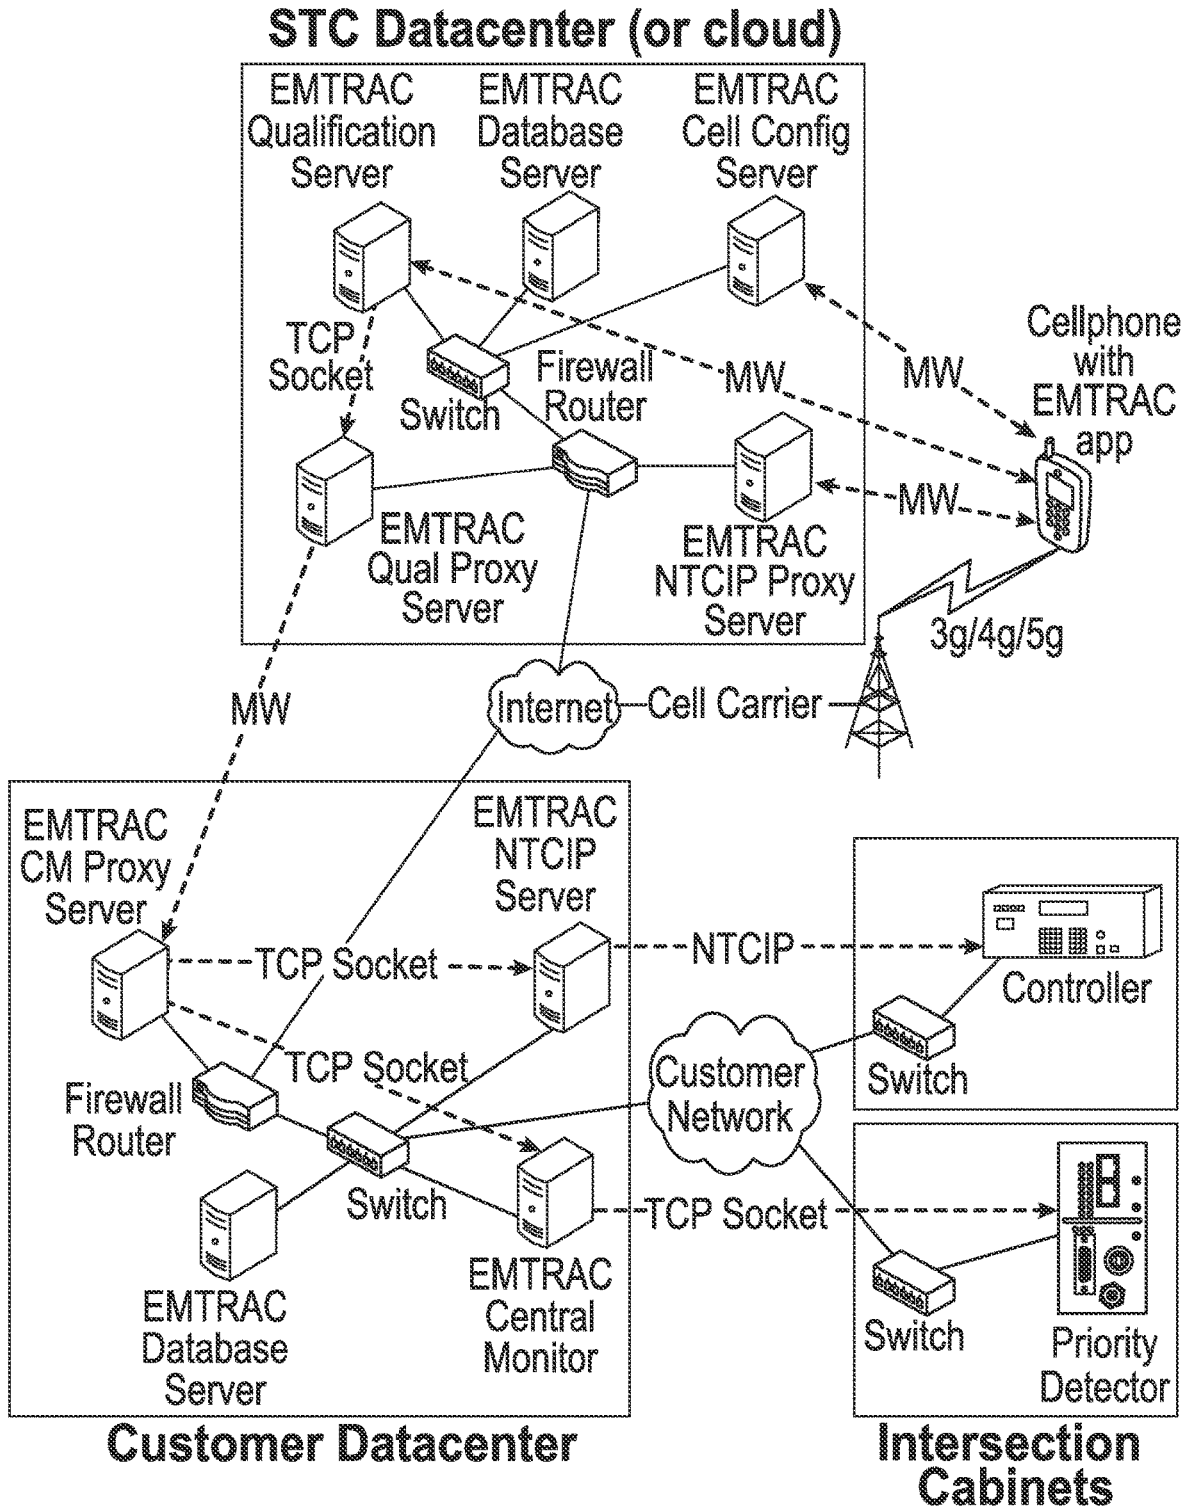 STC Datacenter (or cloud)
EMTRAC
Qualification
Server
EMTRAC
Database
Server
EMTRAC
Cell Config
Server
TCP
Socket
Switch
Firewall
Router
MW
MW
Cellphone
with
EMTRAC
app
MW
EMTRAC
Qual Proxy
Server
EMTRAC
NTCIP Proxy
Server
3g/4g/5g
MW
Internet
Cell Carrier
EMTRAC
CM Proxy
Server
EMTRAC
NTCIP
Server
TCP Socket
NTCIP
Controller
TCP Socket
Customer
Network
Switch
Firewall
Router
Switch
TCP Socket
EMTRAC
Database
Server
EMTRAC
Central
Monitor
Switch
Priority
Detector
Customer Datacenter
Intersection
Cabinets